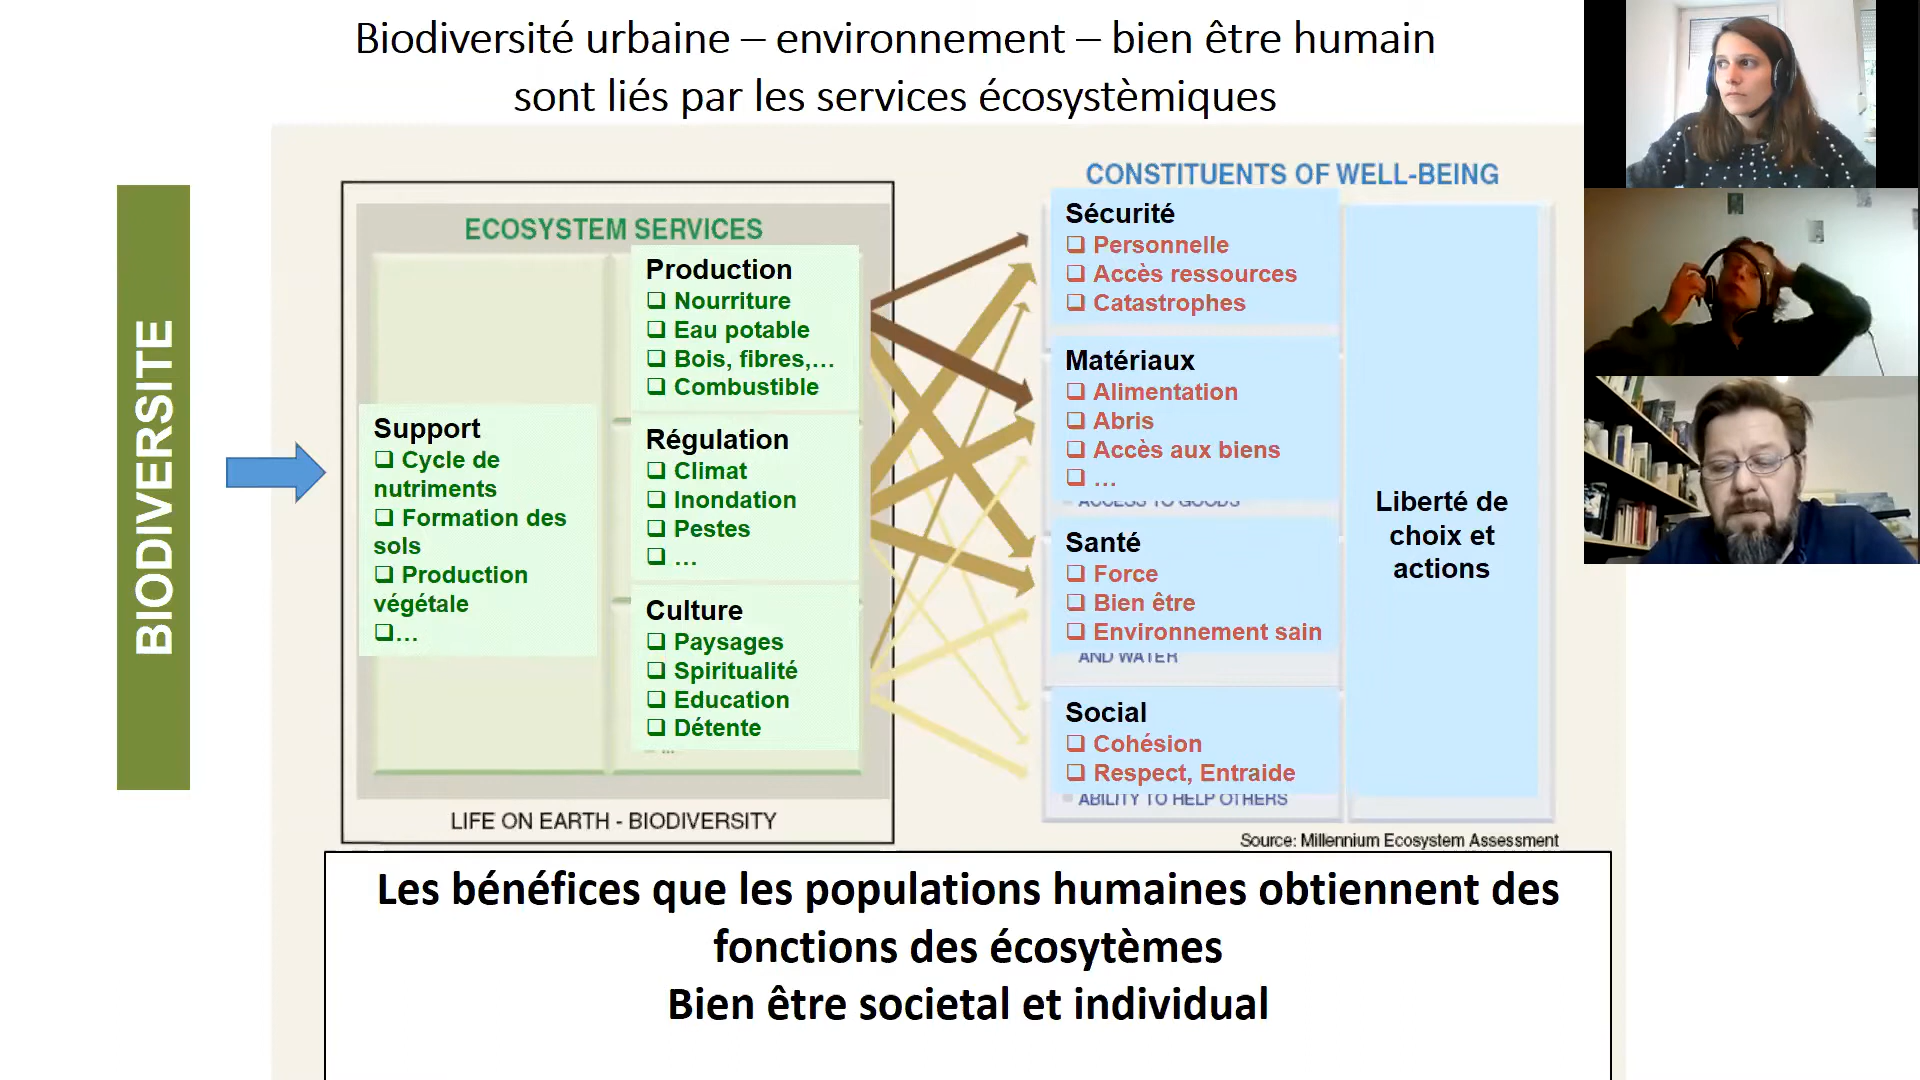 Biodiversité urbaine – environnement – bien être humain
sont liés par les services écosystèmiques
BIODIVERSITE
ECOSYSTEM SERVICES
Support
❑ Cycle de
nutriments
❑ Formation des
sols
❑ Production
végétale
❑…
Production
❑ Nourriture
❑ Eau potable
❑ Bois, fibres,…
❑ Combustible
Régulation
❑ Climat
❑ Inondation
❑ Pestes
❑ …
Culture
❑ Paysages
❑ Spiritualité
❑ Education
❑ Détente
...
LIFE ON EARTH - BIODIVERSITY
CONSTITUENTS OF WELL-BEING
Sécurité
❑ Personnelle
❑ Accès ressources
❑ Catastrophes
Matériaux
❑ Alimentation
❑ Abris
❑ Accès aux biens
❑ …
ACCESS TO GOODS
Santé
❑ Force
❑ Bien être
❑ Environnement sain
AND WATER
Social
❑ Cohésion
❑ Respect, Entraide
ABILITY TO HELP OTHERS
Liberté de
choix et
actions
Source: Millennium Ecosystem Assessment
Les bénéfices que les populations humaines obtiennent des
fonctions des écosytèmes
Bien être societal et individual